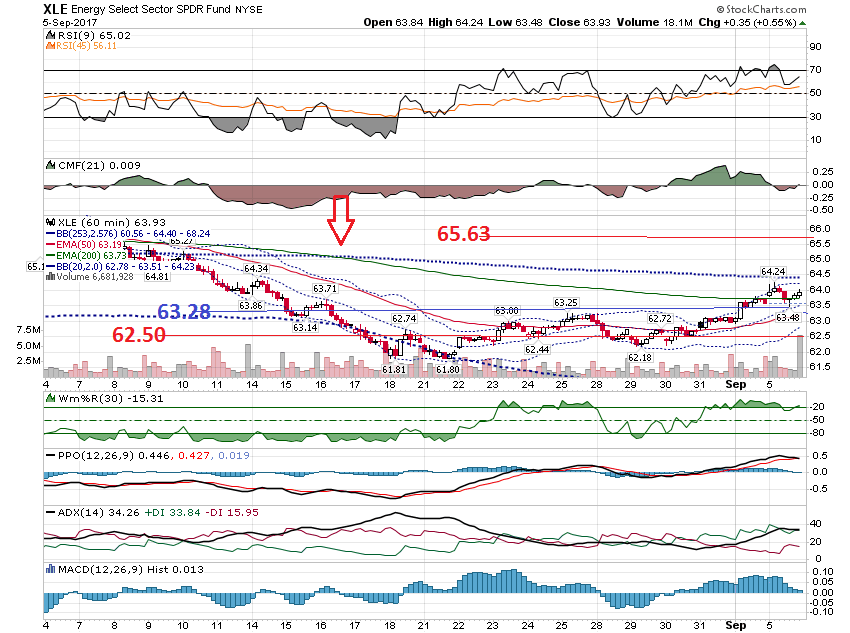 XLE Energy Select Sector SPDR Fund NYSE
© StockCharts.com
5-Sep-2017
Open 63.84 High 64.24 Low 63.48 Close 63.93 Volume 18.1M Chg +0.35 (+0.55%)
RSI(9) 65.02
RSI(45) 56.11
90
70
50
30
10
CMF(21) 0.009
0.25
0.00
-0.25
-0.50
XLE (60 min) 63.93
BB(253,2.576) 60.56 - 64.40 - 68.24
EMA(50) 63.19
EMA(200) 63.73
BB(20,2.0) 62.78 - 63.51 - 64.23
Volume 6,681,928
65.63
63.28
62.50
65.1
65.27
64.81
64.34
63.86
63.71
63.14
62.74
61.81
61.80
63.00
62.44
63.25
62.18
62.72
64.24
63.48
66.0
65.5
65.0
64.5
64.0
63.5
63.0
62.5
62.0
61.5
7.5M
5.0M
2.5M
4 7 8 9 10 11 14 15 16 17 18 21 22 23 24 25 28 29 30 31 Sep 5
Wm%R(30) -15.31
-20
-50
-80
PPO(12,26,9) 0.446, 0.427, 0.019
0.5
0.0
-0.5
ADX(14) 34.26 +DI 33.84 -DI 15.95
40
20
0
MACD(12,26,9) Hist 0.013
0.10
0.05
0.00
-0.05
-0.10
4 7 8 9 10 11 14 15 16 17 18 21 22 23 24 25 28 29 30 31 Sep 5